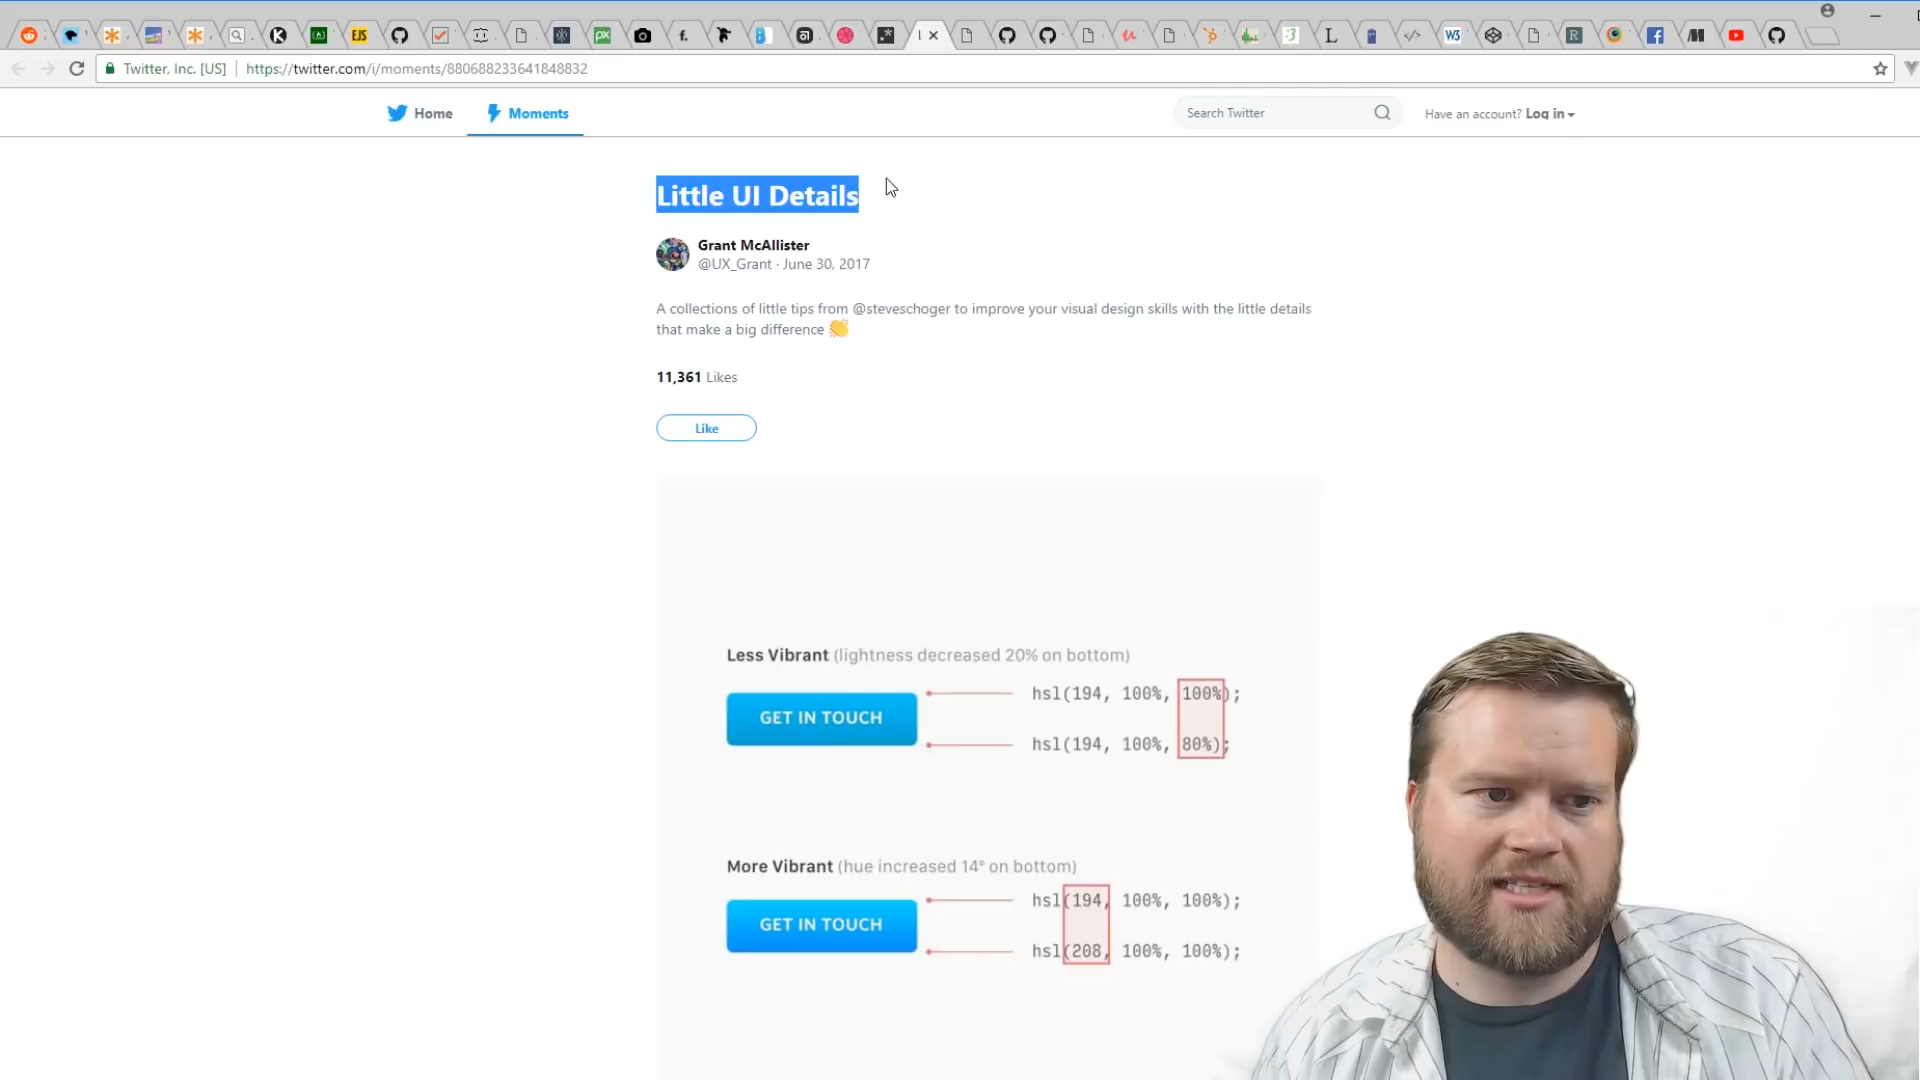 EJS
PX
f.
L
</>
W3
R
Twitter, Inc. [US] | https://twitter.com/i/moments/880688233641848832
Home
Moments
Search Twitter
Have an account? Log in
Little UI Details
Grant McAllister
@UX_Grant · June 30, 2017
A collections of little tips from @steveschoger to improve your visual design skills with the little details
that make a big difference 👏
11,361 Likes
Like
Less Vibrant (lightness decreased 20% on bottom)
GET IN TOUCH
hsl(194, 100%, 100%);
hsl(194, 100%, 80%);
More Vibrant (hue increased 14° on bottom)
GET IN TOUCH
hsl(194, 100%, 100%);
hsl(208, 100%, 100%);